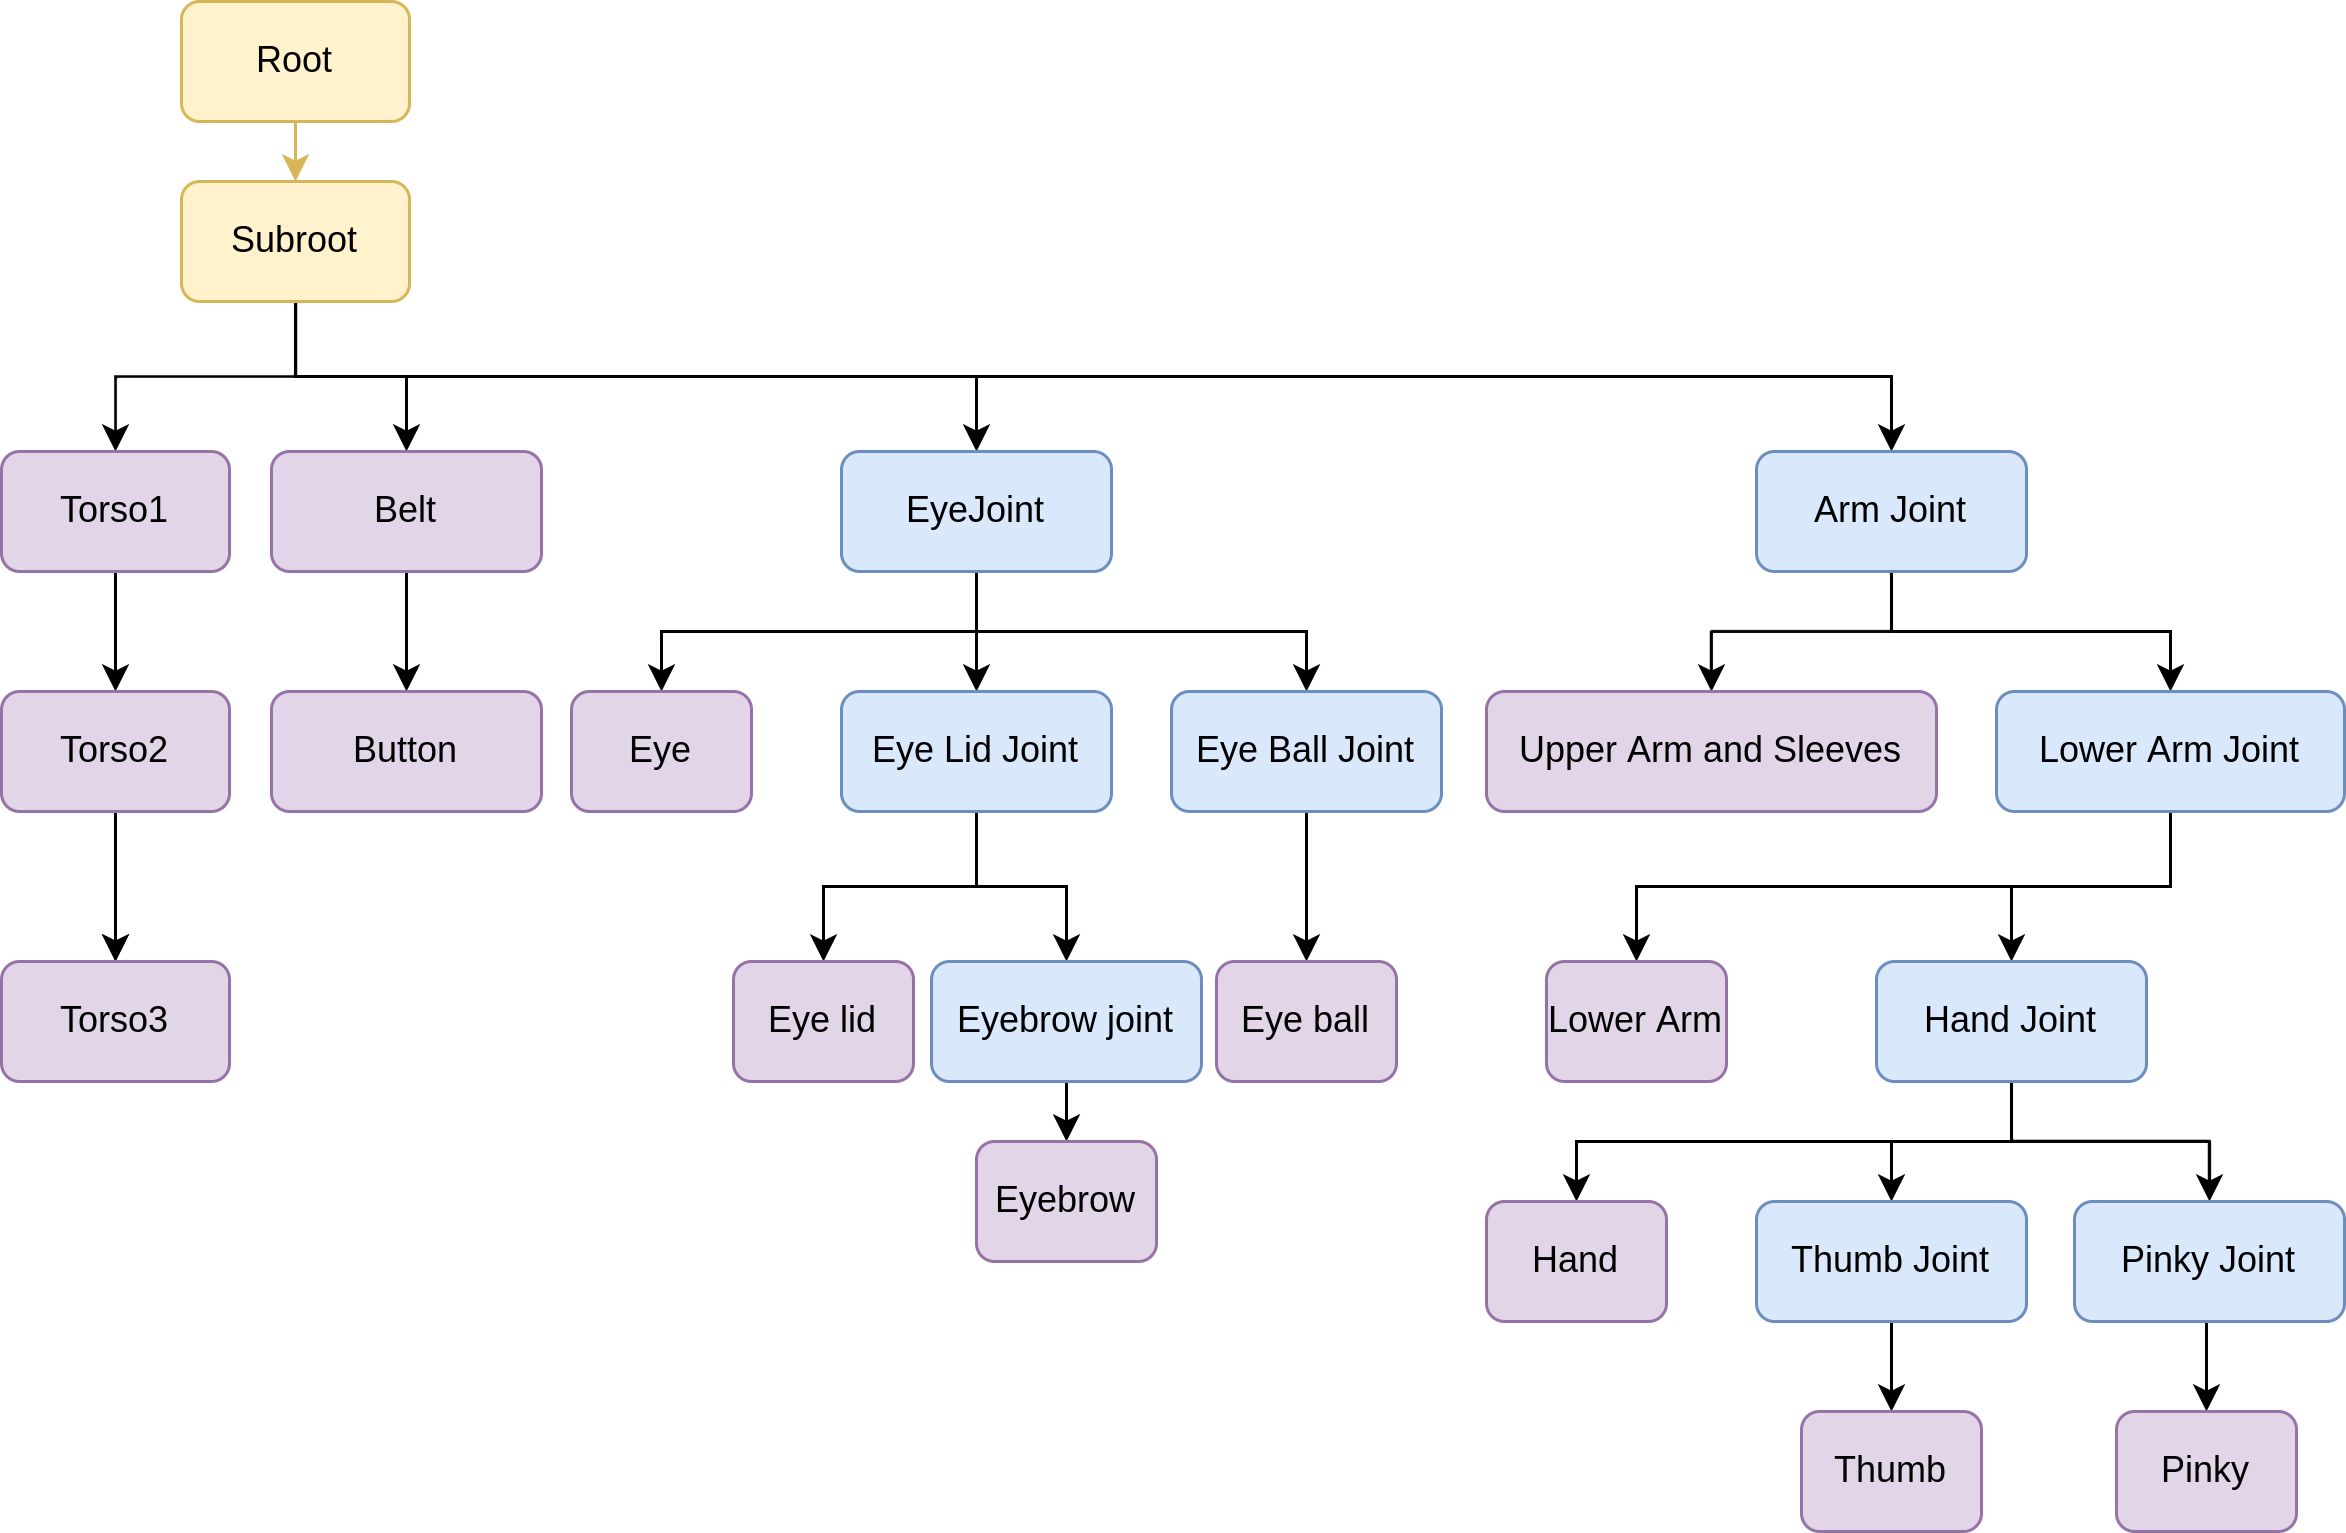 Root
Subroot
Torso1
Belt
EyeJoint
Arm Joint
Torso2
Button
Eye
Eye Lid Joint
Eye Ball Joint
Upper Arm and Sleeves
Lower Arm Joint
Torso3
Eye lid
Eyebrow joint
Eye ball
Lower Arm
Hand Joint
Eyebrow
Hand
Thumb Joint
Pinky Joint
Thumb
Pinky